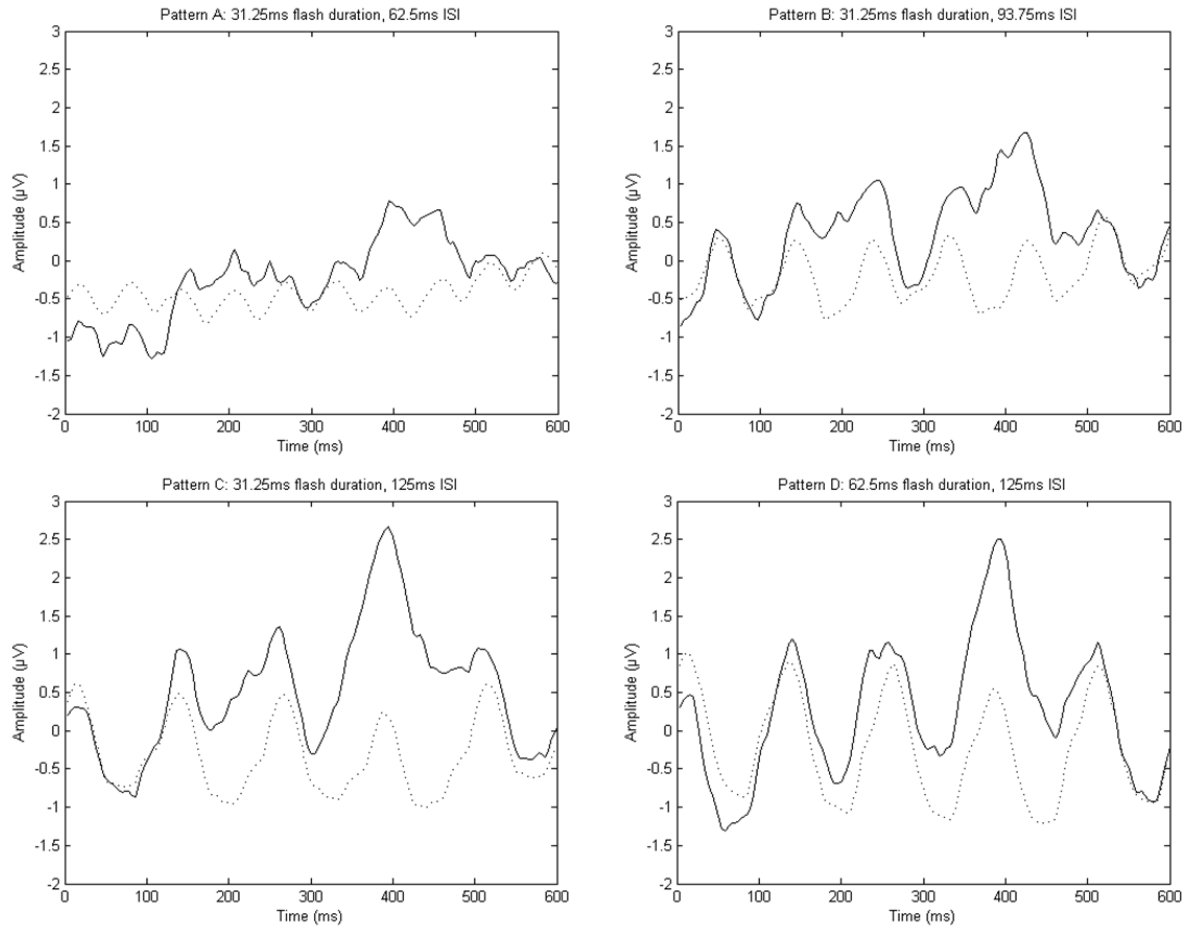 Pattern A: 31.25ms flash duration, 62.5ms ISI
3
2.5
2
1.5
1
0.5
0
-0.5
-1
-1.5
-2
Amplitude (µV)
0 100 200 300 400 500 600
Time (ms)
Pattern B: 31.25ms flash duration, 93.75ms ISI
3
2.5
2
1.5
1
0.5
0
-0.5
-1
-1.5
-2
Amplitude (µV)
0 100 200 300 400 500 600
Time (ms)
Pattern C: 31.25ms flash duration, 125ms ISI
3
2.5
2
1.5
1
0.5
0
-0.5
-1
-1.5
-2
Amplitude (µV)
0 100 200 300 400 500 600
Time (ms)
Pattern D: 62.5ms flash duration, 125ms ISI
3
2.5
2
1.5
1
0.5
0
-0.5
-1
-1.5
-2
Amplitude (µV)
0 100 200 300 400 500 600
Time (ms)